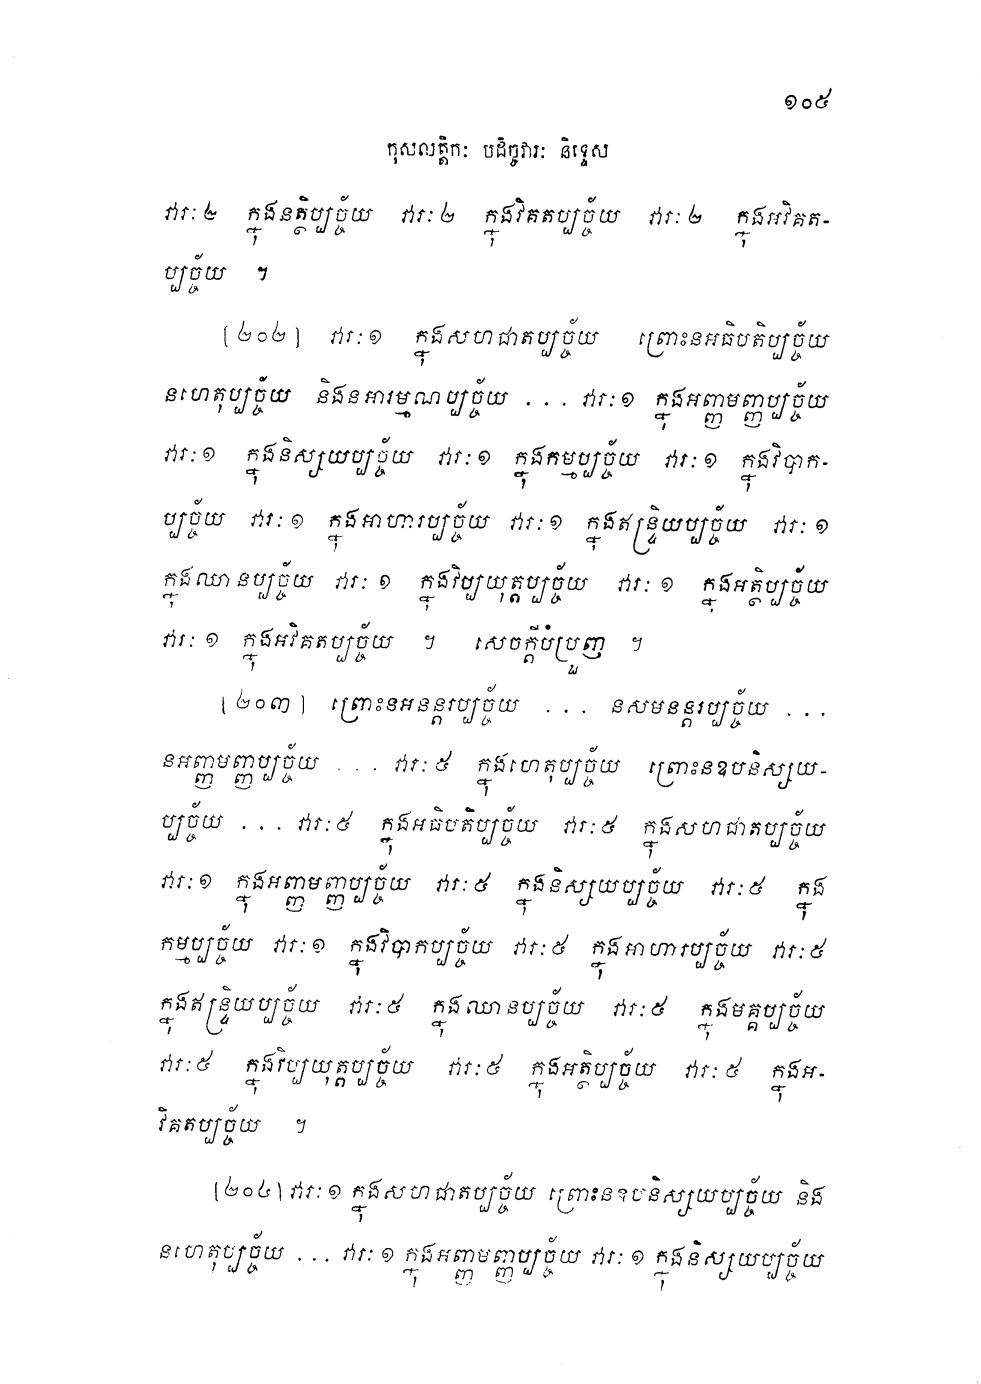 ១០៥
កុសលត្តិកៈ បដិច្ចវារៈ និទ្ទេស
វារៈ២ ក្នុងនត្ថិប្បច្ច័យ វារៈ២ ក្នុងវិគតប្បច្ច័យ វារៈ២ ក្នុងអវិគត-
ប្បច្ច័យ ។
[២០២] វារៈ១ ក្នុងសហជាតប្បច្ច័យ ព្រោះនអធិបតិប្បច្ច័យ
នហេតុប្បច្ច័យ និងនអារម្មណប្បច្ច័យ ... វារៈ១ ក្នុងអញ្ញមញ្ញប្បច្ច័យ
វារៈ១ ក្នុងនិស្សយប្បច្ច័យ វារៈ១ ក្នុងកម្មប្បច្ច័យ វារៈ១ ក្នុងវិបាក-
ប្បច្ច័យ វារៈ១ ក្នុងអាហារប្បច្ច័យ វារៈ១ ក្នុងឥន្ទ្រិយប្បច្ច័យ វារៈ១
ក្នុងឈានប្បច្ច័យ វារៈ១ ក្នុងវិប្បយុត្តប្បច្ច័យ វារៈ១ ក្នុងអត្ថិប្បច្ច័យ
វារៈ១ ក្នុងអវិគតប្បច្ច័យ ។ សេចក្តីបំប្រួញ ។
[២០៣] ព្រោះនអនន្តរប្បច្ច័យ ... នសមនន្តរប្បច្ច័យ ...
នអញ្ញមញ្ញប្បច្ច័យ ... វារៈ៥ ក្នុងហេតុប្បច្ច័យ ព្រោះនឧបនិស្សយ-
ប្បច្ច័យ ... វារៈ៥ ក្នុងអធិបតិប្បច្ច័យ វារៈ៥ ក្នុងសហជាតប្បច្ច័យ
វារៈ១ ក្នុងអញ្ញមញ្ញប្បច្ច័យ វារៈ៥ ក្នុងនិស្សយប្បច្ច័យ វារៈ៥ ក្នុង
កម្មប្បច្ច័យ វារៈ១ ក្នុងវិបាកប្បច្ច័យ វារៈ៥ ក្នុងអាហារប្បច្ច័យ វារៈ៥
ក្នុងឥន្ទ្រិយប្បច្ច័យ វារៈ៥ ក្នុងឈានប្បច្ច័យ វារៈ៥ ក្នុងមគ្គប្បច្ច័យ
វារៈ៥ ក្នុងវិប្បយុត្តប្បច្ច័យ វារៈ៥ ក្នុងអត្ថិប្បច្ច័យ វារៈ៥ ក្នុងអ-
វិគតប្បច្ច័យ ។
[២០៤] វារៈ១ ក្នុងសហជាតប្បច្ច័យ ព្រោះនឧបនិស្សយប្បច្ច័យ និង
នហេតុប្បច្ច័យ ... វារៈ១ ក្នុងអញ្ញមញ្ញប្បច្ច័យ វារៈ១ ក្នុងនិស្សយប្បច្ច័យ